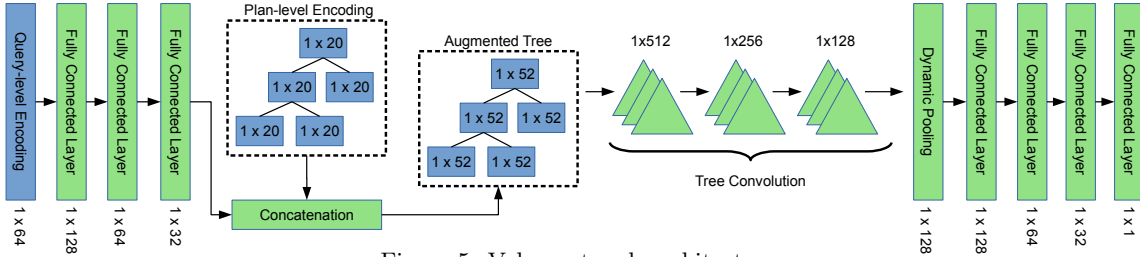 Query-level Encoding
1 x 64
Fully Connected Layer
1 x 128
Fully Connected Layer
1 x 64
Fully Connected Layer
1 x 32
Plan-level Encoding
1 x 20
1 x 20
1 x 20
1 x 20
1 x 20
Concatenation
Augmented Tree
1 x 52
1 x 52
1 x 52
1 x 52
1 x 52
1x512
1x256
1x128
Tree Convolution
Dynamic Pooling
1 x 128
Fully Connected Layer
1 x 128
Fully Connected Layer
1 x 64
Fully Connected Layer
1 x 32
Fully Connected Layer
1 x 1